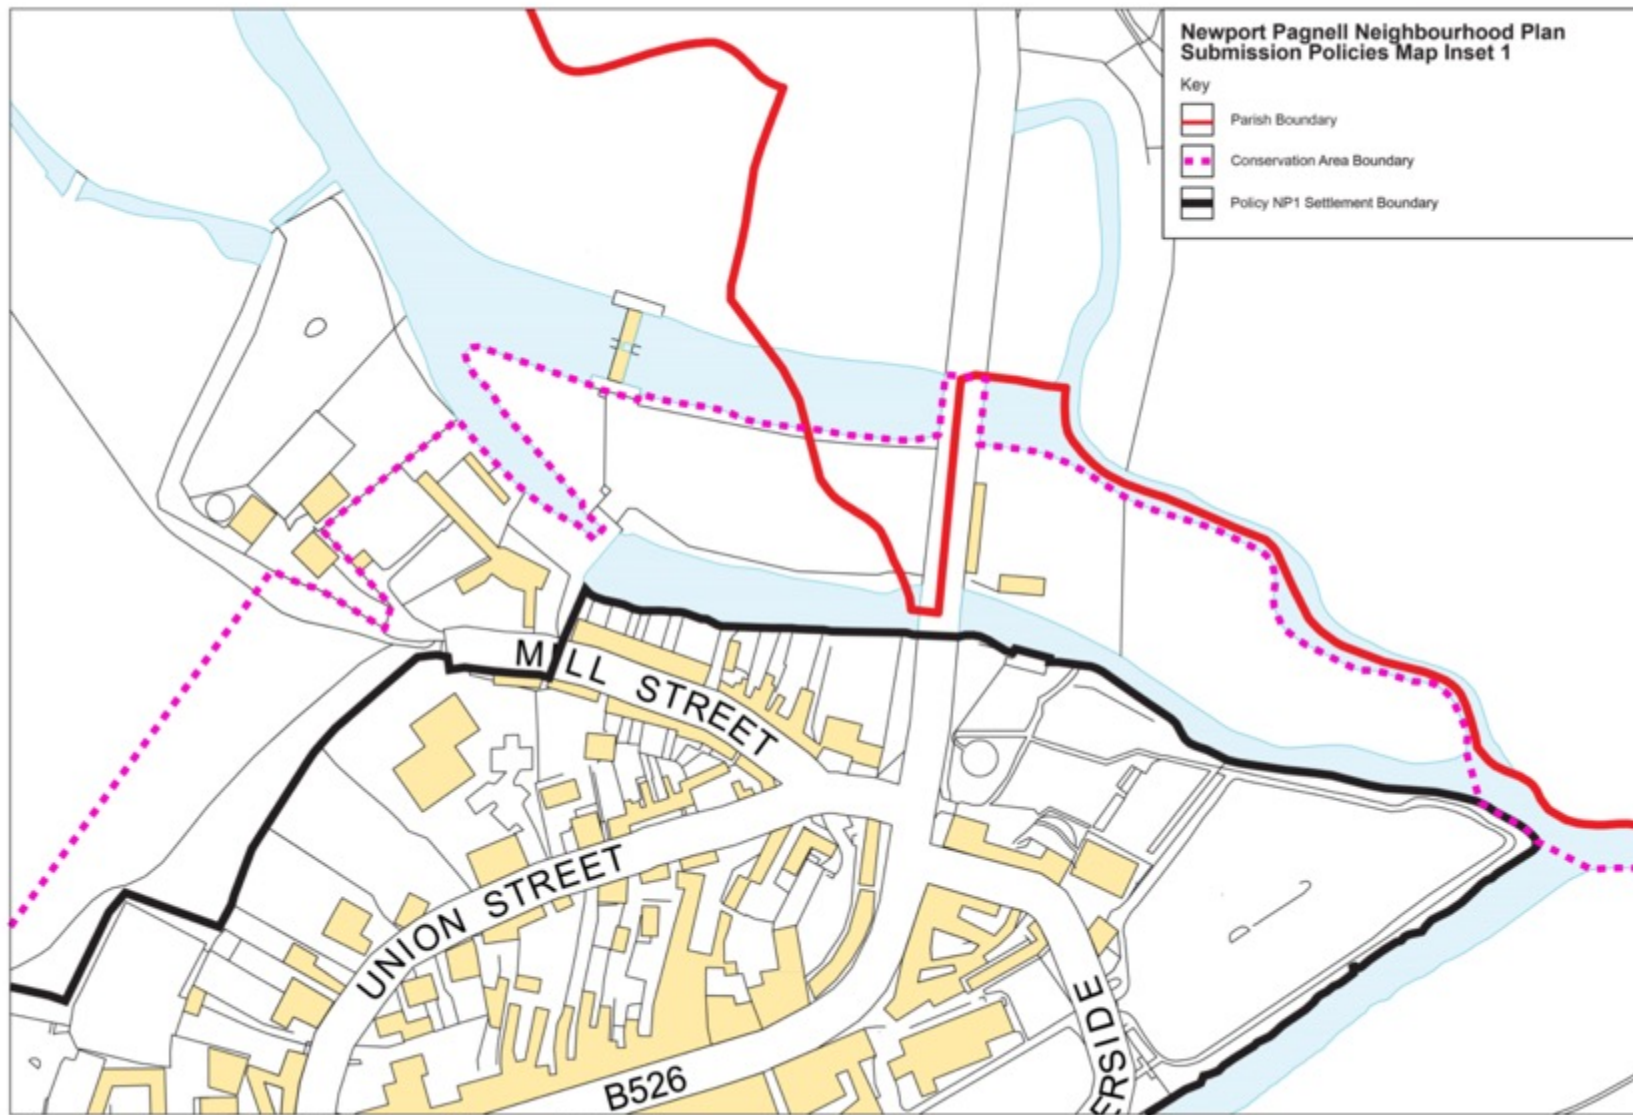 Newport Pagnell Neighbourhood Plan
Submission Policies Map Inset 1
Key
Parish Boundary
Conservation Area Boundary
Policy NP1 Settlement Boundary
MILL STREET
UNION STREET
B526
ERSIDE